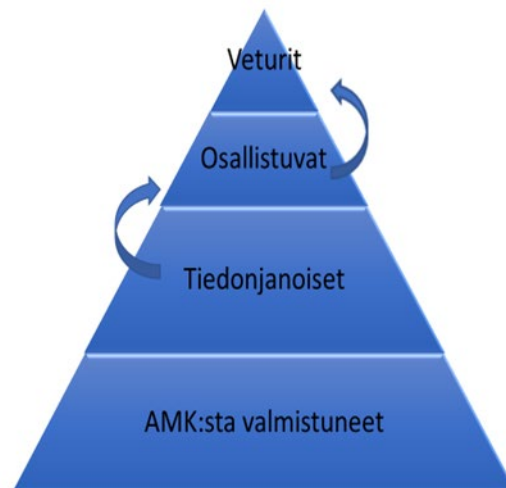 Veturit
Osallistuvat
Tiedonjanoiset
AMK:sta valmistuneet